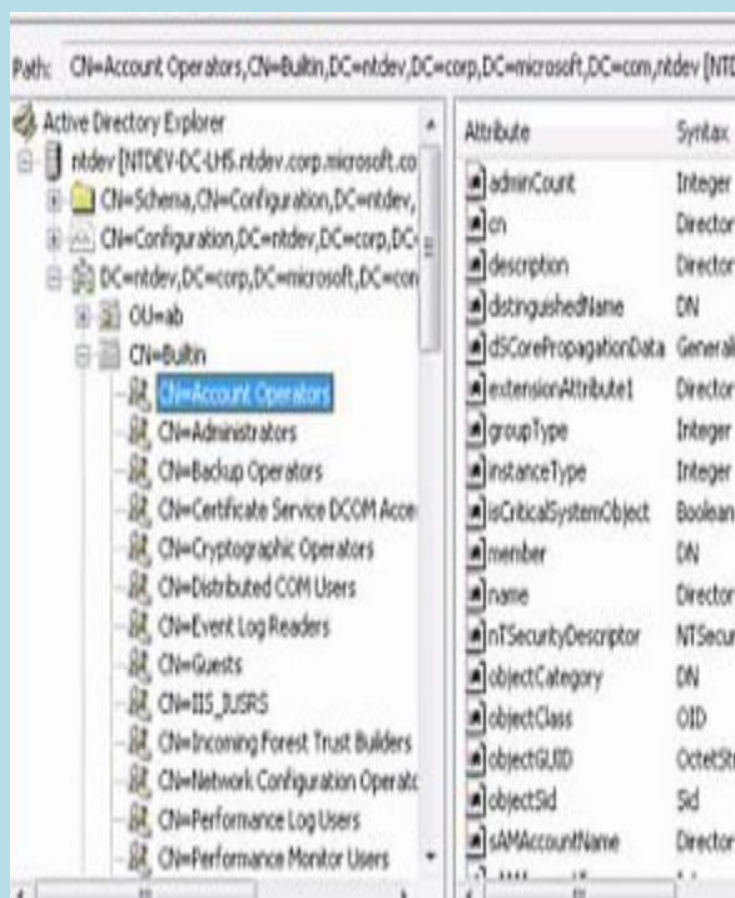 Path: CN=Account Operators,CN=Builtin,DC=ntdev,DC=corp,DC=microsoft,DC=com,ntdev [NTD
Active Directory Explorer
ntdev [NTDEV-DC-LH5.ntdev.corp.microsoft.co
CN=Schema,CN=Configuration,DC=ntdev,
CN=Configuration,DC=ntdev,DC=corp,DC=
DC=ntdev,DC=corp,DC=microsoft,DC=con
OU=ab
CN=Builtin
CN=Account Operators
CN=Administrators
CN=Backup Operators
CN=Certificate Service DCOM Acce
CN=Cryptographic Operators
CN=Distributed COM Users
CN=Event Log Readers
CN=Guests
CN=IIS_IUSRS
CN=Incoming Forest Trust Builders
CN=Network Configuration Operato
CN=Performance Log Users
CN=Performance Monitor Users
Attribute Syntax
adminCount Integer
cn Director
description Director
distinguishedName DN
dSCorePropagationData Generali
extensionAttribute1 Director
groupType Integer
instanceType Integer
isCriticalSystemObject Boolean
member DN
name Director
nTSecurityDescriptor NTSecur
objectCategory DN
objectClass OID
objectGUID OctetStr
objectSid Sid
sAMAccountName Director